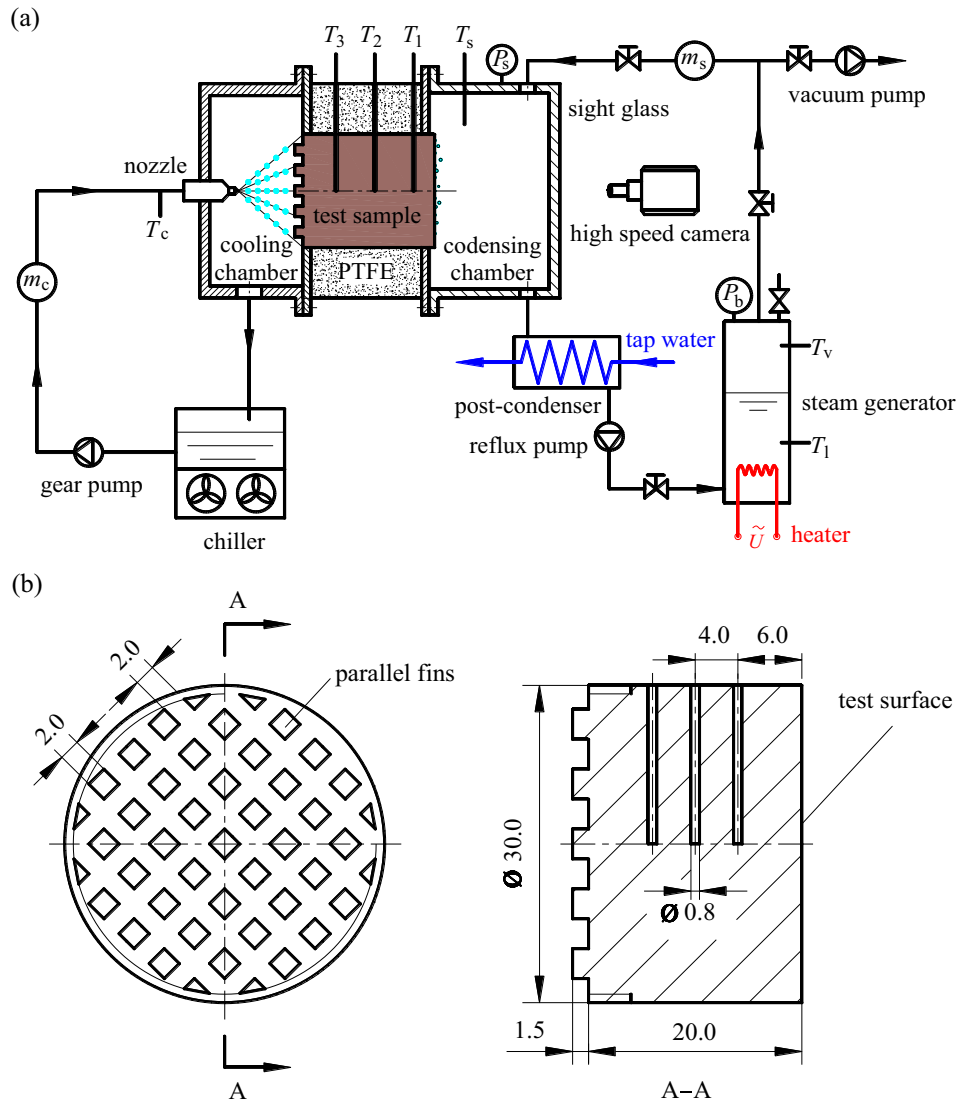 (a)
T3 T2 T1 Ts
Ps
ms
vacuum pump
sight glass
nozzle
Tc
test sample
high speed camera
cooling
chamber
PTFE
codensing
chamber
mc
Pb
Tv
tap water
steam generator
post-condenser
reflux pump
Tl
gear pump
chiller
Ũ
heater
(b)
A
2.0
2.0
parallel fins
A
4.0
6.0
test surface
Ø 30.0
Ø 0.8
1.5
20.0
A–A